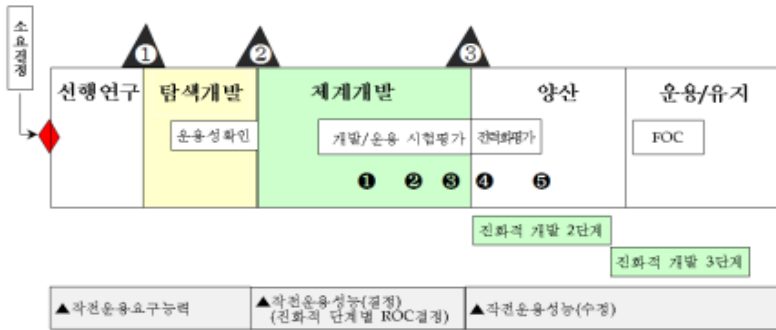 소요결정
① ② ③
선행연구 탐색개발 체계개발 양산 운용/유지
운용성확인 개발/운용 시험평가 전력화평가 FOC
❶ ❷ ❸ ❹ ❺
진화적 개발 2단계
진화적 개발 3단계
▲작전운용요구능력 ▲작전운용성능(결정) ▲작전운용성능(수정)
(진화적 단계별 ROC결정)